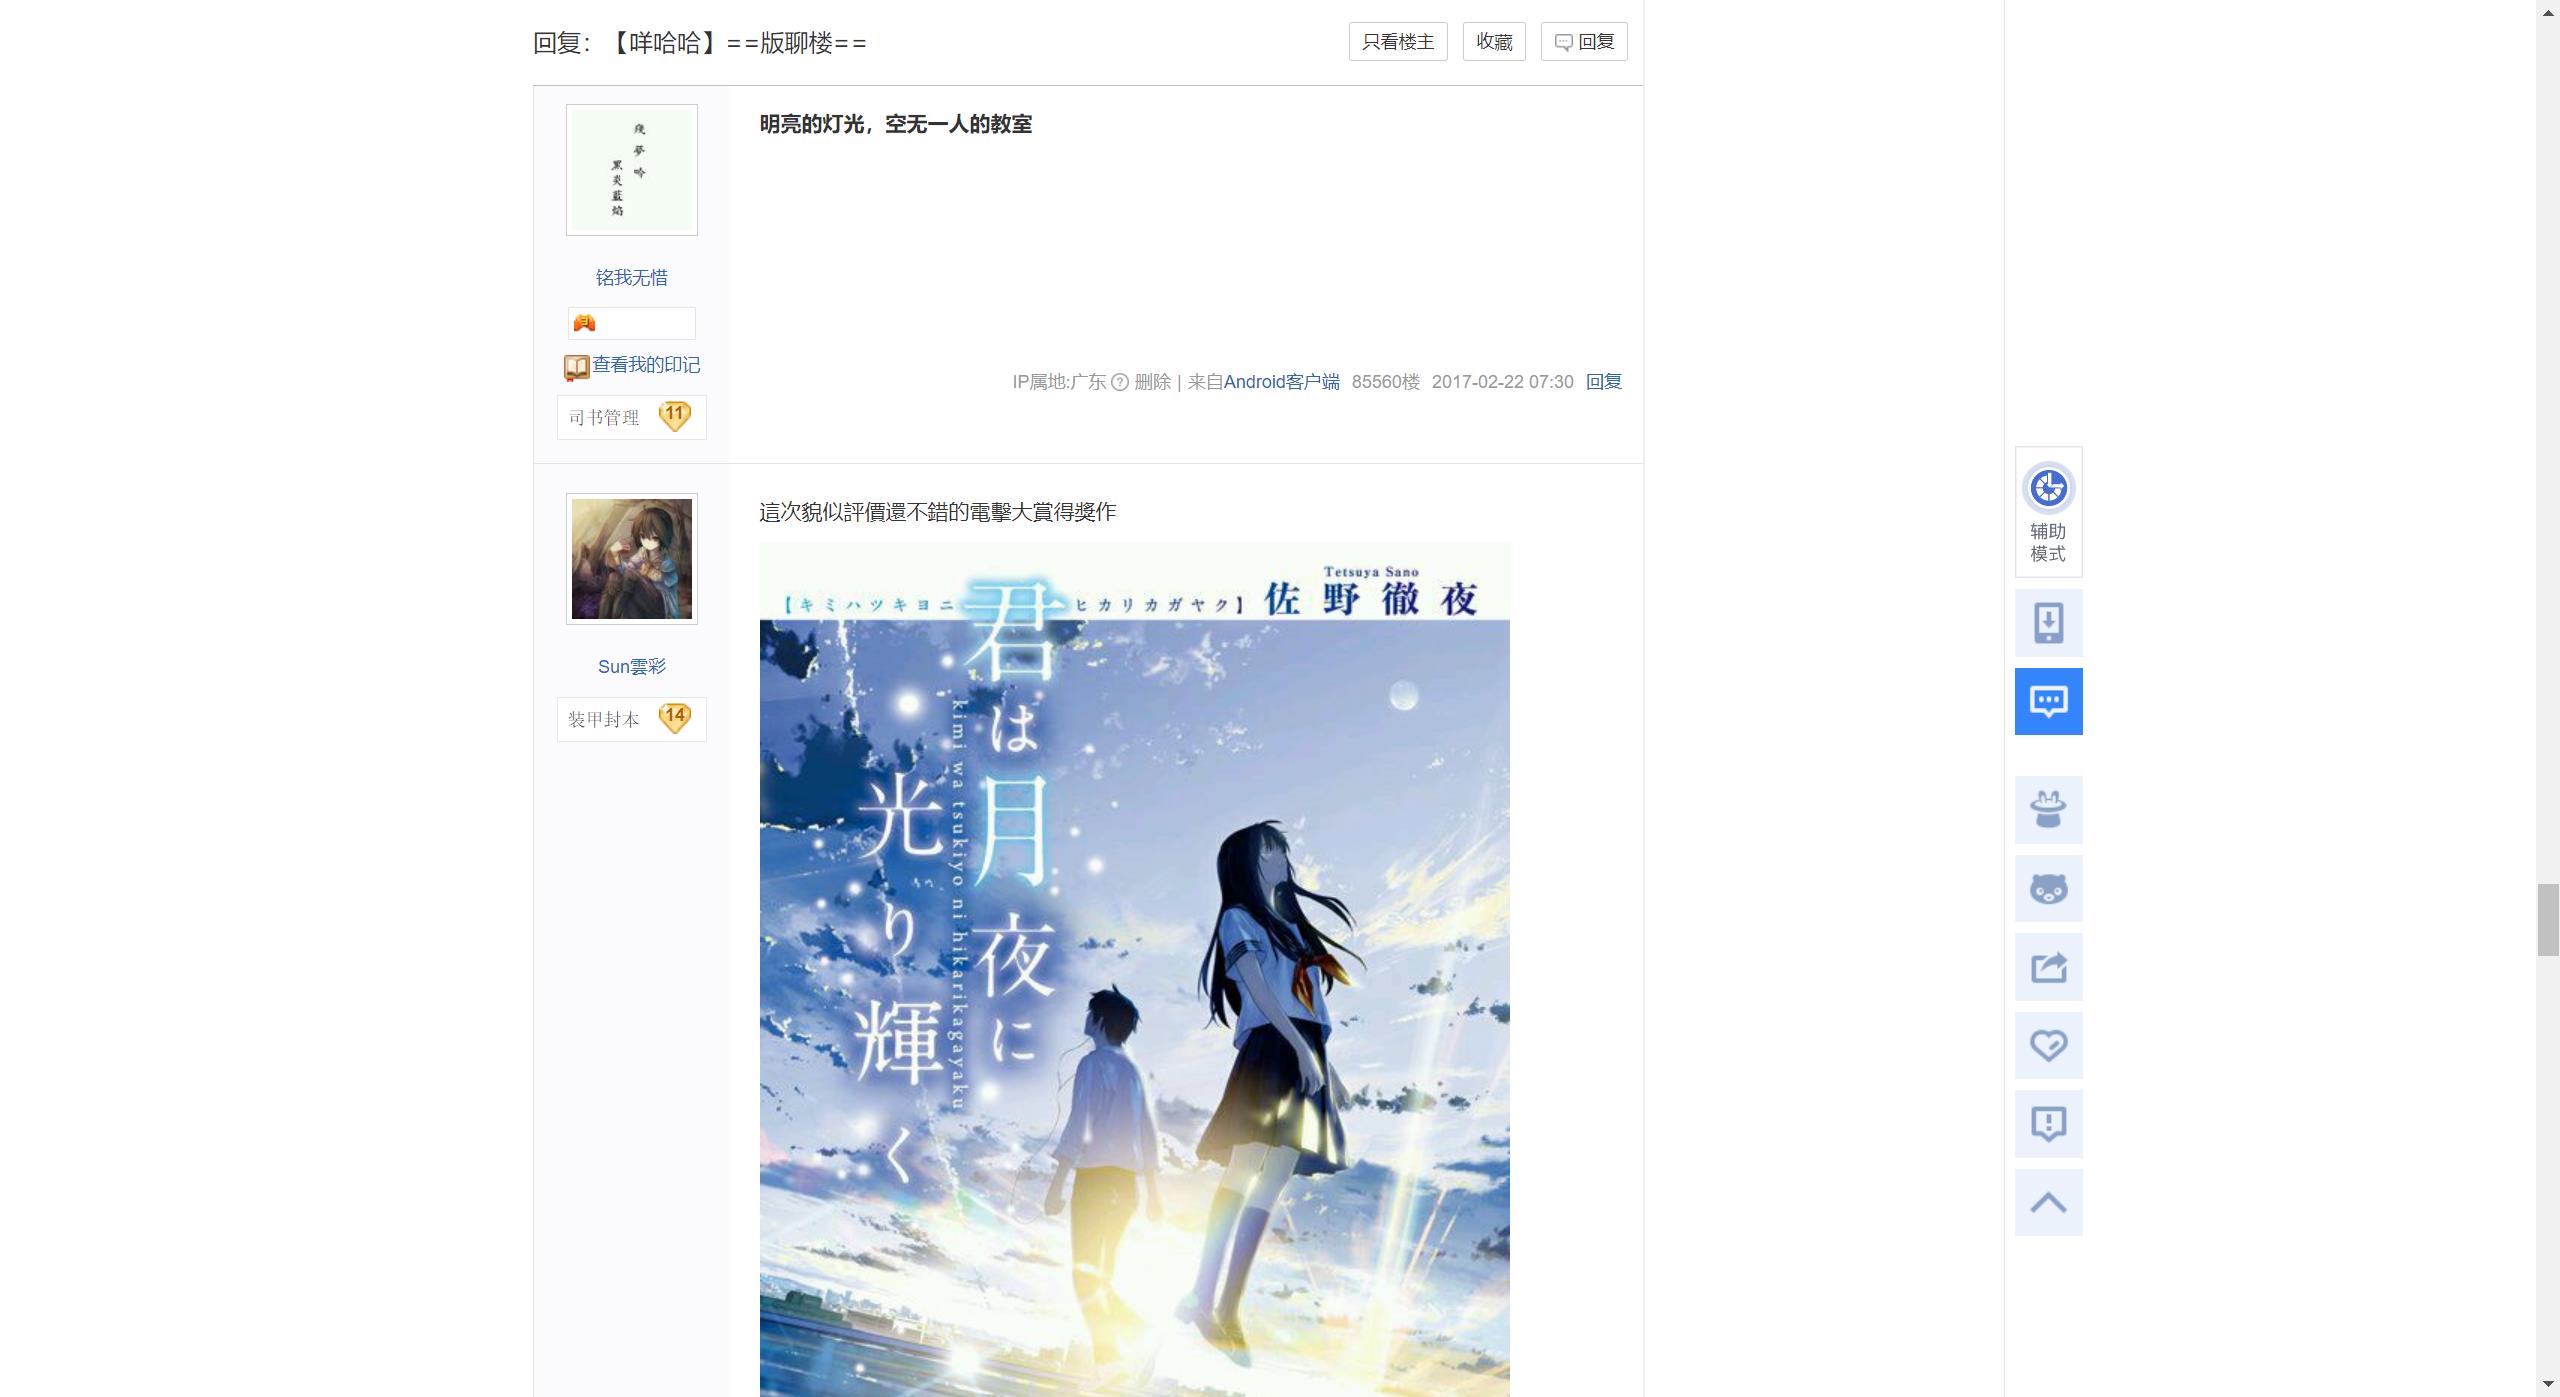 回复：【咩哈哈】==版聊楼==
只看楼主
收藏
回复
残夢吟
黑炎藍焰
铭我无惜
查看我的印记
司书管理 11
明亮的灯光，空无一人的教室
IP属地:广东 删除 | 来自Android客户端 85560楼 2017-02-22 07:30 回复
Sun雲彩
装甲封本 14
這次貌似評價還不錯的電擊大賞得獎作
【キミハツキヨニ ヒカリカガヤク】
Tetsuya Sano
佐野徹夜
君は月夜に
光り輝く
kimi wa tsukiyo ni hikarikagayaku
辅助
模式